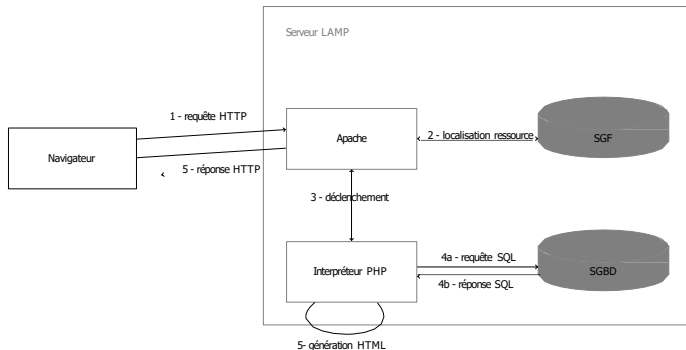 Serveur LAMP
1 - requête HTTP
Apache
2 - localisation ressource
SGF
Navigateur
5 - réponse HTTP
3 - déclenchement
4a - requête SQL
Interpréteur PHP
SGBD
4b - réponse SQL
5- génération HTML